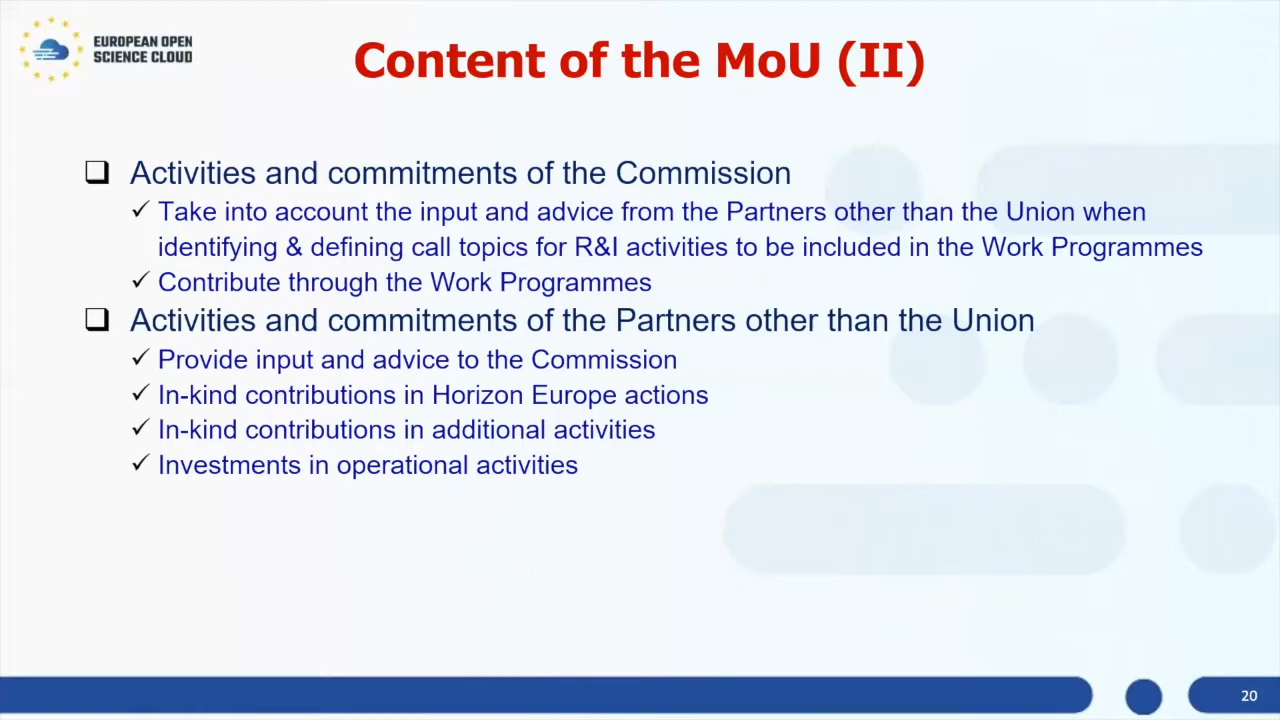 EUROPEAN OPEN
SCIENCE CLOUD
Content of the MoU (II)
❑ Activities and commitments of the Commission
✓ Take into account the input and advice from the Partners other than the Union when
identifying & defining call topics for R&I activities to be included in the Work Programmes
✓ Contribute through the Work Programmes
❑ Activities and commitments of the Partners other than the Union
✓ Provide input and advice to the Commission
✓ In-kind contributions in Horizon Europe actions
✓ In-kind contributions in additional activities
✓ Investments in operational activities
20